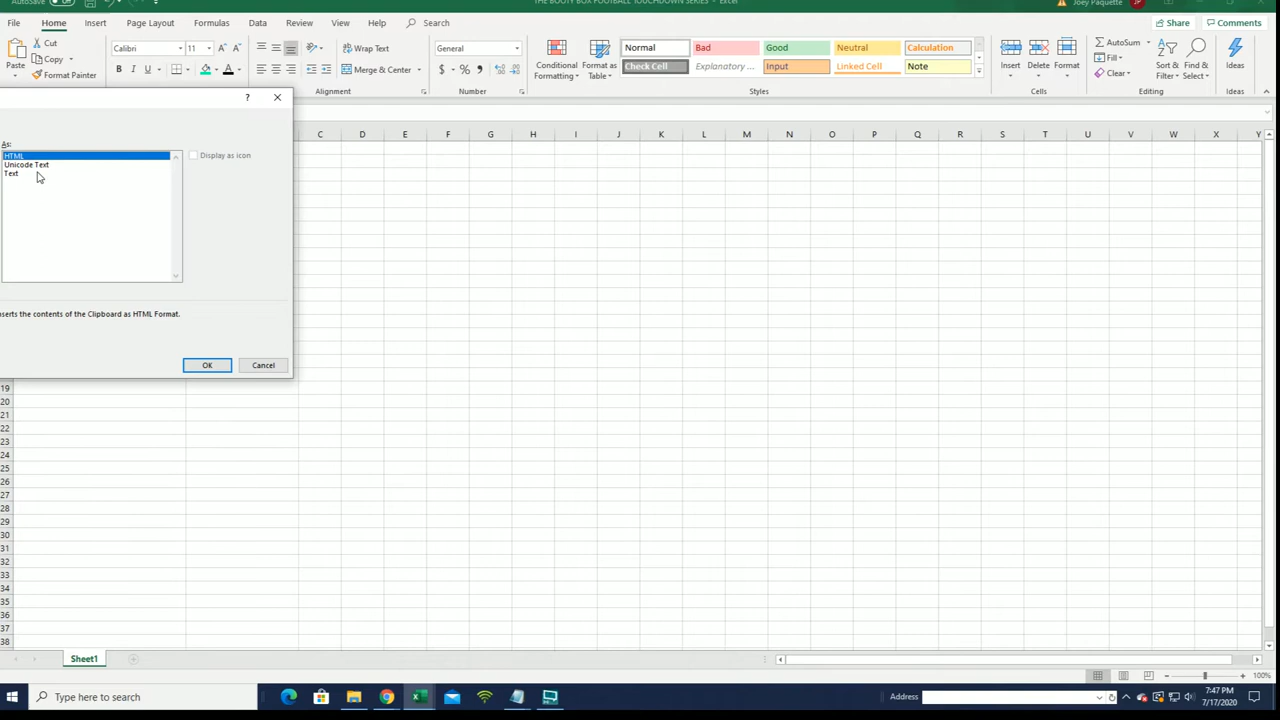 AutoSave
THE BOOTY BOX FOOTBALL TOUCHDOWN SERIES - Excel
Joey Paquette
JP
File Home Insert Page Layout Formulas Data Review View Help Search
Share Comments
Paste
Cut
Copy
Format Painter
Calibri 11
B I U
A
Wrap Text
Merge & Center
Alignment
General
$ % ,
Number
Conditional Formatting
Format as Table
Normal Bad Good Neutral Calculation
Check Cell Explanatory ... Input Linked Cell Note
Styles
Insert Delete Format
Cells
AutoSum
Fill
Clear
Sort & Filter
Find & Select
Editing
Ideas
Ideas
?
As:
HTML
Unicode Text
Text
Display as icon
nserts the contents of the Clipboard as HTML Format.
OK Cancel
C D E F G H I J K L M N O P Q R S T U V W X Y
19
20
21
22
23
24
25
26
27
28
29
30
31
32
33
34
35
36
37
38
Sheet1
100%
Type here to search
Address
7:47 PM
7/17/2020